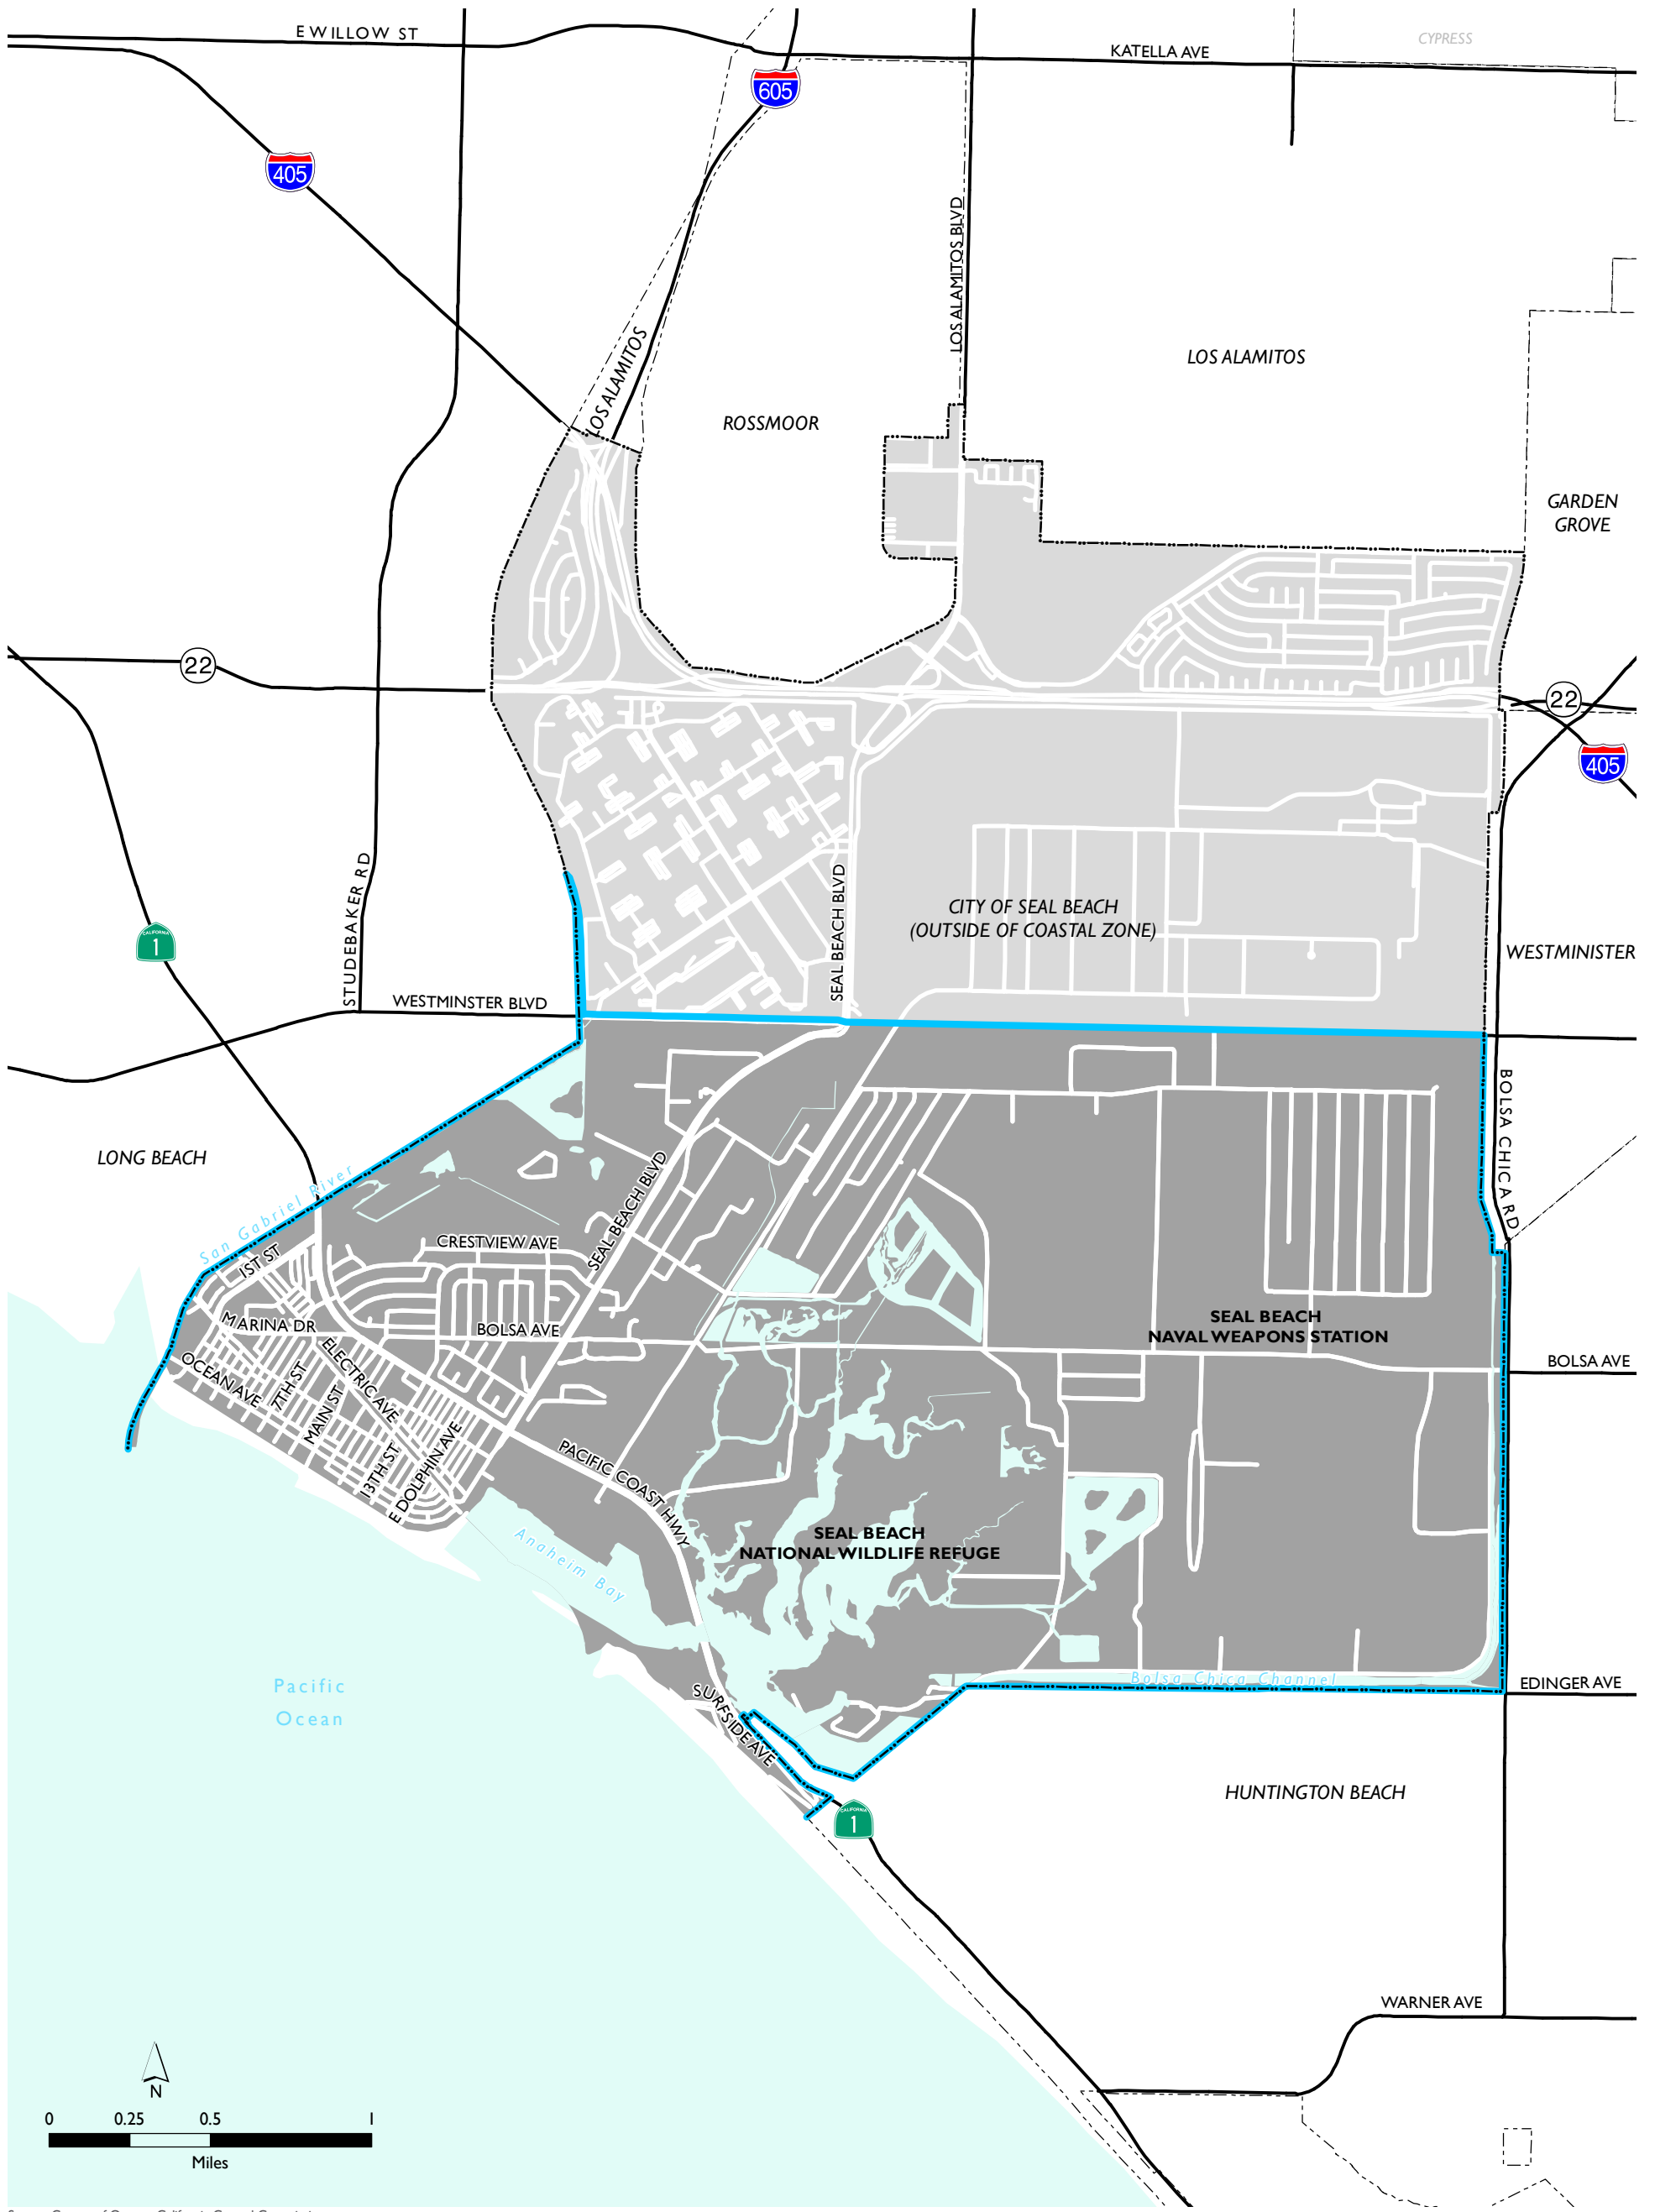 E WILLOW ST
CYPRESS
KATELLA AVE
605
405
LOS ALAMITOS BLVD
LOS ALAMITOS
LOS ALAMITOS
ROSSMOOR
GARDEN
GROVE
22
22
405
STUDEBAKER RD
SEAL BEACH BLVD
CITY OF SEAL BEACH
(OUTSIDE OF COASTAL ZONE)
CALIFORNIA
1
WESTMINISTER
WESTMINSTER BLVD
BOLSA CHICA RD
LONG BEACH
San Gabriel River
SEAL BEACH BLVD
1ST ST
CRESTVIEW AVE
MARINA DR
BOLSA AVE
SEAL BEACH
NAVAL WEAPONS STATION
BOLSA AVE
OCEAN AVE
7TH ST
ELECTRIC AVE
MAIN ST
13TH ST
E DOLPHIN AVE
PACIFIC COAST HWY
SEAL BEACH
NATIONAL WILDLIFE REFUGE
Anaheim Bay
Pacific
Ocean
Bolsa Chica Channel
EDINGER AVE
SURFSIDE AVE
HUNTINGTON BEACH
CALIFORNIA
1
WARNER AVE
N
0 0.25 0.5 1
Miles